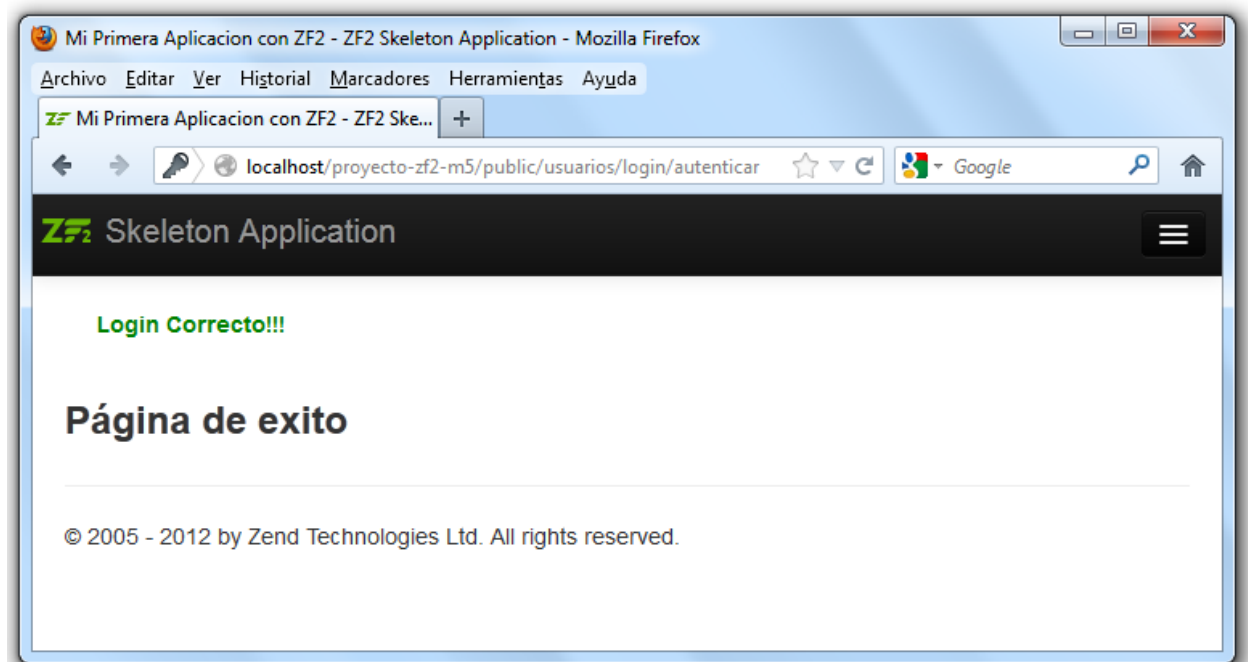 Mi Primera Aplicacion con ZF2 - ZF2 Skeleton Application - Mozilla Firefox
Archivo Editar Ver Historial Marcadores Herramientas Ayuda
ZF Mi Primera Aplicacion con ZF2 - ZF2 Ske... +
localhost/proyecto-zf2-m5/public/usuarios/login/autenticar Google
ZF2 Skeleton Application
Login Correcto!!!
Página de exito
© 2005 - 2012 by Zend Technologies Ltd. All rights reserved.